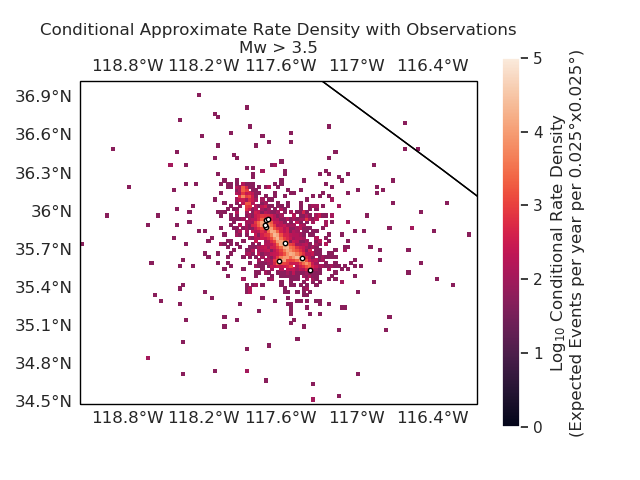 Conditional Approximate Rate Density with Observations
Mw > 3.5
118.8°W 118.2°W 117.6°W 117°W 116.4°W
36.9°N
36.6°N
36.3°N
36°N
35.7°N
35.4°N
35.1°N
34.8°N
34.5°N
118.8°W 118.2°W 117.6°W 117°W 116.4°W
5
4
3
2
1
0
Log₁₀ Conditional Rate Density
(Expected Events per year per 0.025°x0.025°)